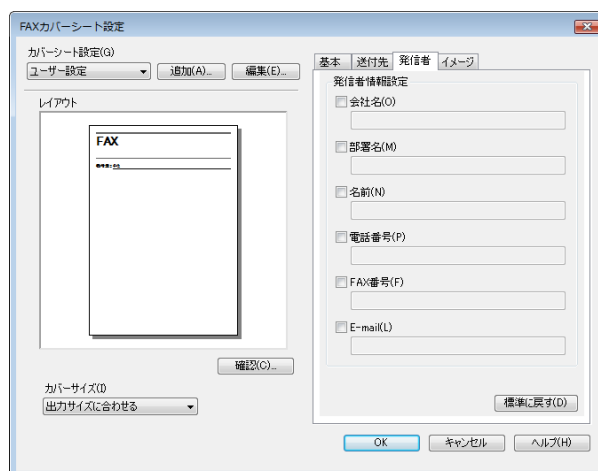 FAXカバーシート設定
カバーシート設定(G)
ユーザー設定
追加(A)...
編集(E)...
レイアウト
FAX
確認(C)...
カバーサイズ(I)
出力サイズに合わせる
基本 送付先 発信者 イメージ
発信者情報設定
会社名(O)
部署名(M)
名前(N)
電話番号(P)
FAX番号(F)
E-mail(L)
標準に戻す(D)
OK キャンセル ヘルプ(H)